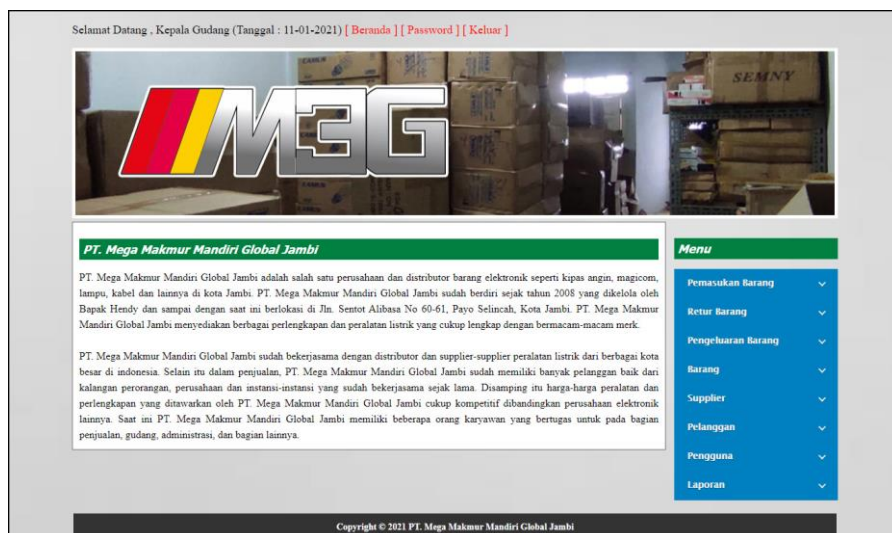 Selamat Datang , Kepala Gudang (Tanggal : 11-01-2021) [ Beranda ] [ Password ] [ Keluar ]
M3G
SEMNY
PT. Mega Makmur Mandiri Global Jambi
PT. Mega Makmur Mandiri Global Jambi adalah salah satu perusahaan dan distributor barang elektronik seperti kipas angin, magicom,
lampu, kabel dan lainnya di kota Jambi. PT. Mega Makmur Mandiri Global Jambi sudah berdiri sejak tahun 2008 yang dikelola oleh
Bapak Hendy dan sampai dengan saat ini berlokasi di Jln. Sentot Alibasa No 60-61, Payo Selincah, Kota Jambi. PT. Mega Makmur
Mandiri Global Jambi menyediakan berbagai perlengkapan dan peralatan listrik yang cukup lengkap dengan bermacam-macam merk.
PT. Mega Makmur Mandiri Global Jambi sudah bekerjasama dengan distributor dan supplier-supplier peralatan listrik dari berbagai kota
besar di indonesia. Selain itu dalam penjualan, PT. Mega Makmur Mandiri Global Jambi sudah memiliki banyak pelanggan baik dari
kalangan perorangan, perusahaan dan instansi-instansi yang sudah bekerjasama sejak lama. Disamping itu harga-harga peralatan dan
perlengkapan yang ditawarkan oleh PT. Mega Makmur Mandiri Global Jambi cukup kompetitif dibandingkan perusahaan elektronik
lainnya. Saat ini PT. Mega Makmur Mandiri Global Jambi memiliki beberapa orang karyawan yang bertugas untuk pada bagian
penjualan, gudang, administrasi, dan bagian lainnya.
Menu
Pemasukan Barang
Retur Barang
Pengeluaran Barang
Barang
Supplier
Pelanggan
Pengguna
Laporan
Copyright © 2021 PT. Mega Makmur Mandiri Global Jambi